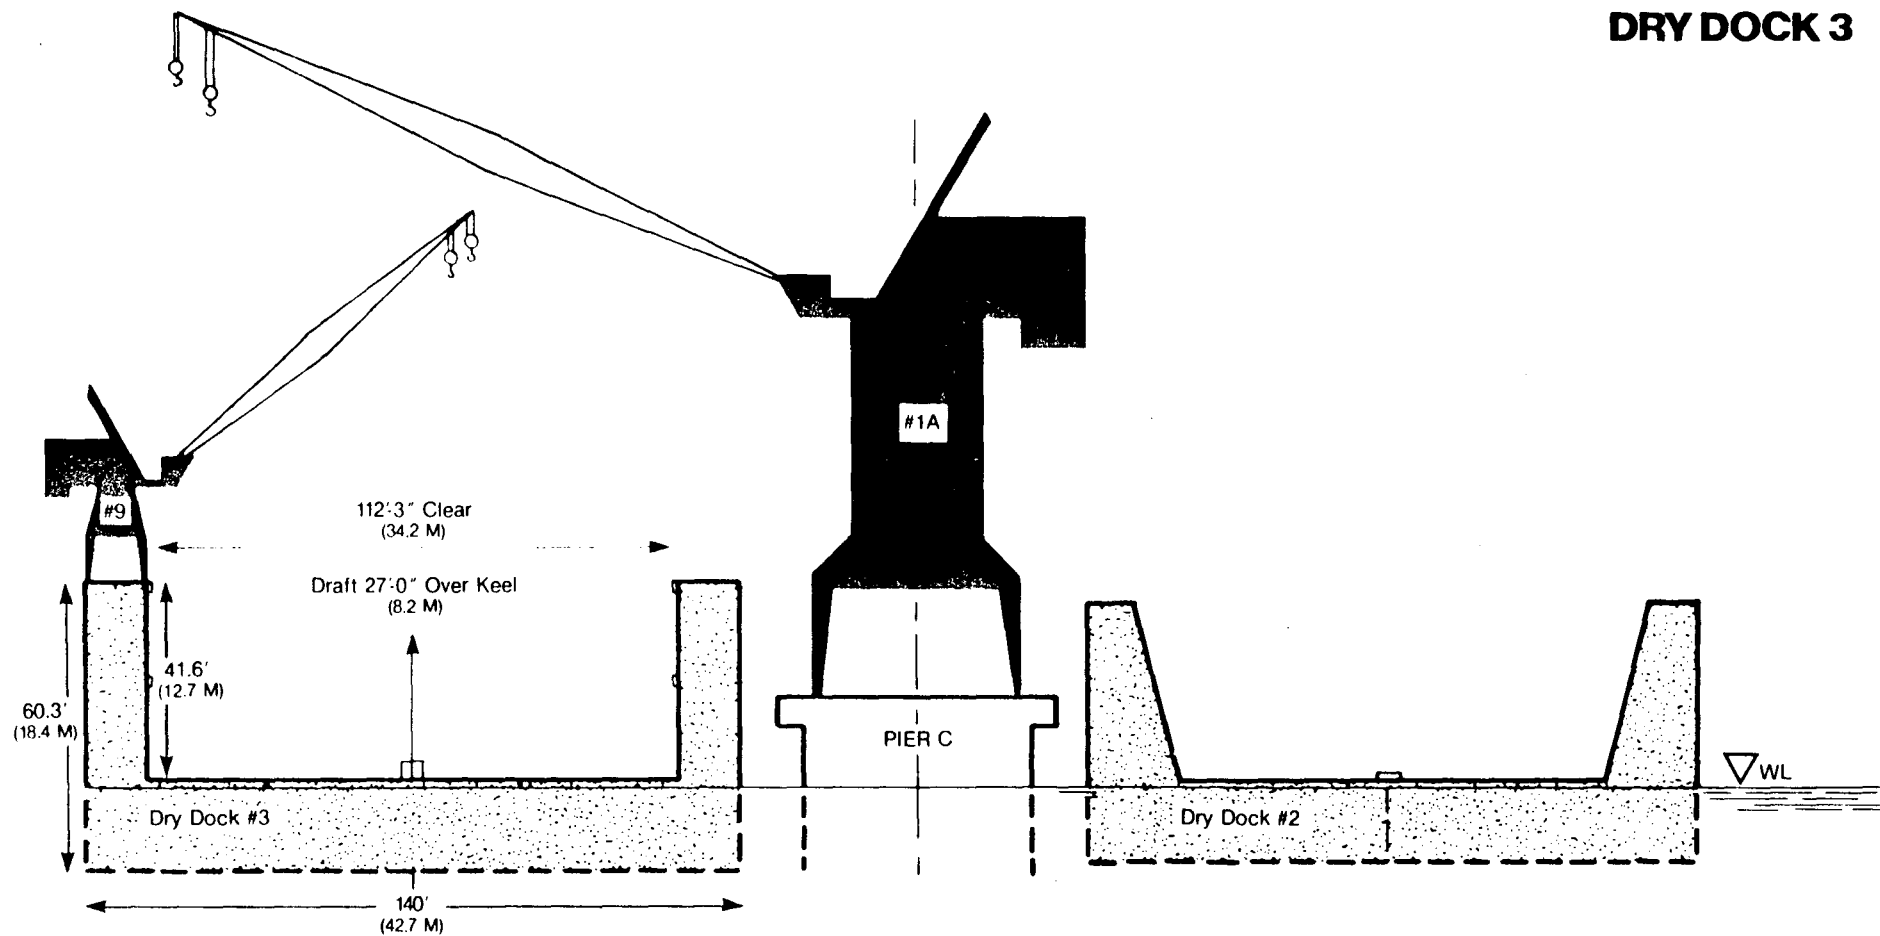 DRY DOCK 3
#1A
#9
112'-3" Clear
(34.2 M)
Draft 27'-0" Over Keel
(8.2 M)
41.6'
(12.7 M)
60.3'
(18.4 M)
PIER C
WL
Dry Dock #3
Dry Dock #2
140'
(42.7 M)